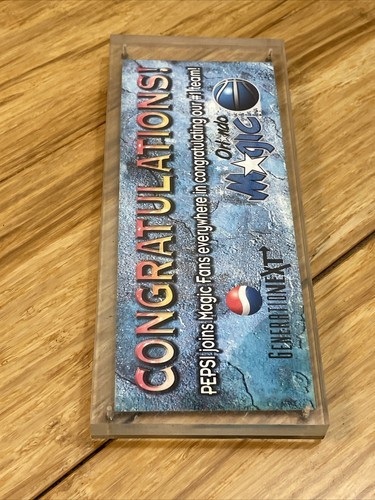 CONGRATULATIONS!
PEPSI joins Magic Fans everywhere in congratulating our #1 team!
Orlando
Magic
GENERATIONEXT